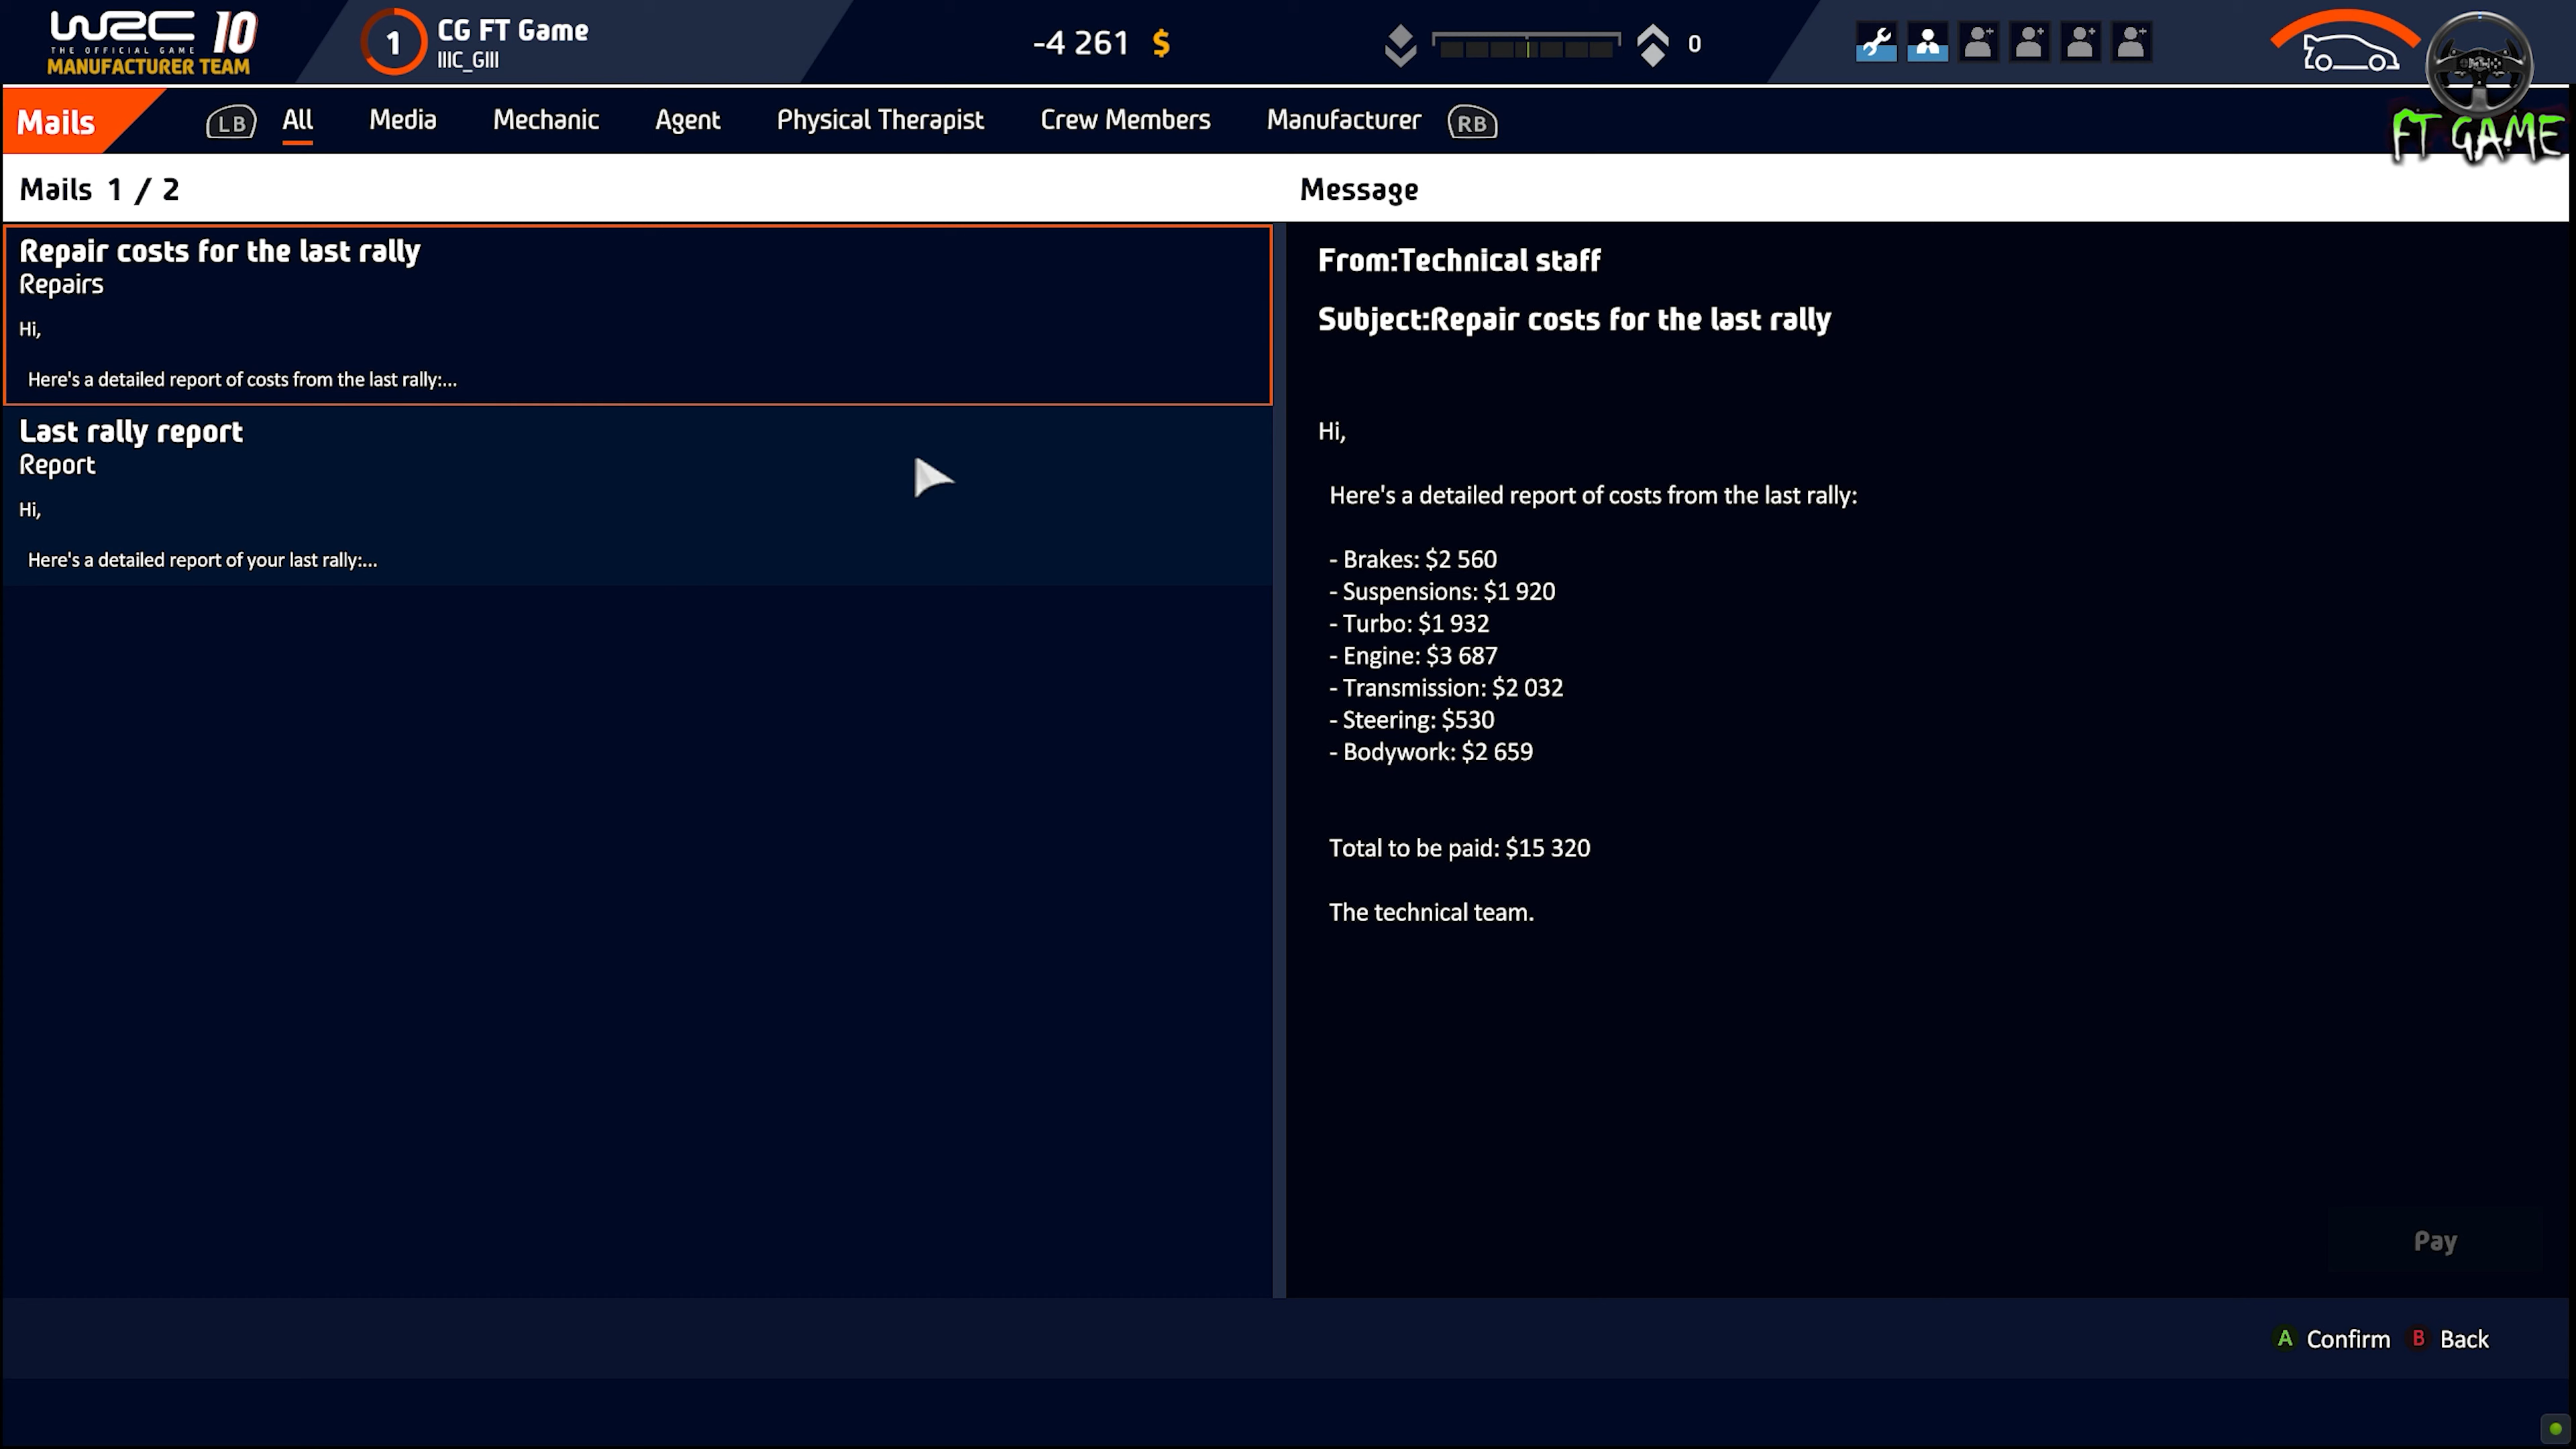 WRC 10
THE OFFICIAL GAME
MANUFACTURER TEAM
1
CG FT Game
IIIC_GIII
-4 261 $
0
FT GAME
Mails
LB
All
Media
Mechanic
Agent
Physical Therapist
Crew Members
Manufacturer
RB
Mails 1 / 2
Repair costs for the last rally
Repairs
Hi,
Here's a detailed report of costs from the last rally:...
Last rally report
Report
Hi,
Here's a detailed report of your last rally:...
Message
From:Technical staff
Subject:Repair costs for the last rally
Hi,
Here's a detailed report of costs from the last rally:
- Brakes: $2 560
- Suspensions: $1 920
- Turbo: $1 932
- Engine: $3 687
- Transmission: $2 032
- Steering: $530
- Bodywork: $2 659
Total to be paid: $15 320
The technical team.
Pay
A Confirm B Back